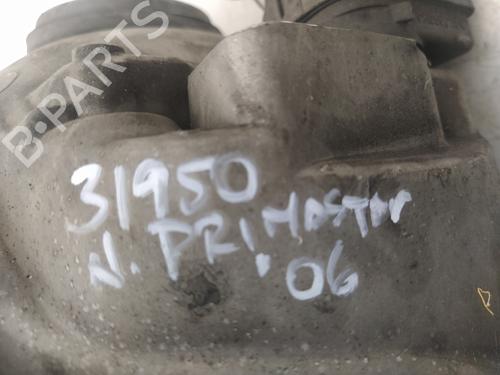 B-PARTS
31950
N. PRIMASTAR
'06